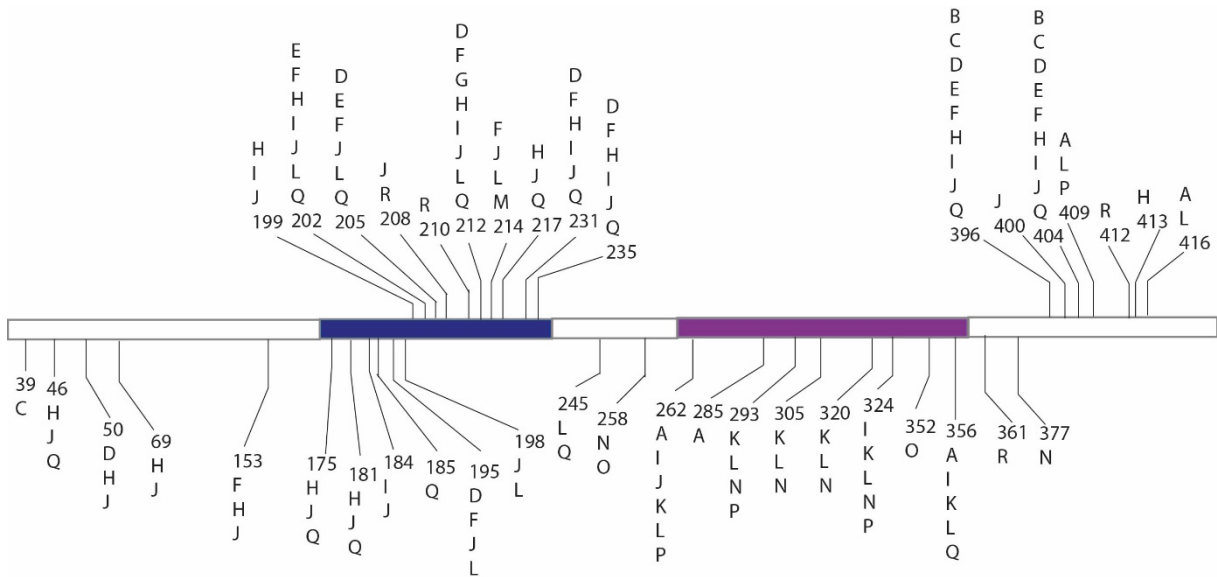 H
I
J
199
E
F
H
I
J
L
Q
202
D
E
F
J
L
Q
205
J
R
208
R
210
D
F
G
H
I
J
L
Q
212
F
J
L
M
214
H
J
Q
217
D
F
H
I
J
Q
231
D
F
H
I
J
Q
235
B
C
D
E
F
H
I
J
Q
396
J
400
B
C
D
E
F
H
I
J
Q
404
A
L
P
409
R
412
H
413
A
L
416
39
C
46
H
J
Q
50
D
H
J
69
H
J
153
F
H
J
175
H
J
Q
181
H
J
Q
184
I
J
185
Q
195
D
F
J
L
198
J
L
245
L
Q
258
N
O
262
A
I
J
K
L
P
285
A
293
K
L
N
P
305
K
L
N
320
K
L
N
324
I
K
L
N
P
352
O
356
A
I
K
L
Q
361
R
377
N